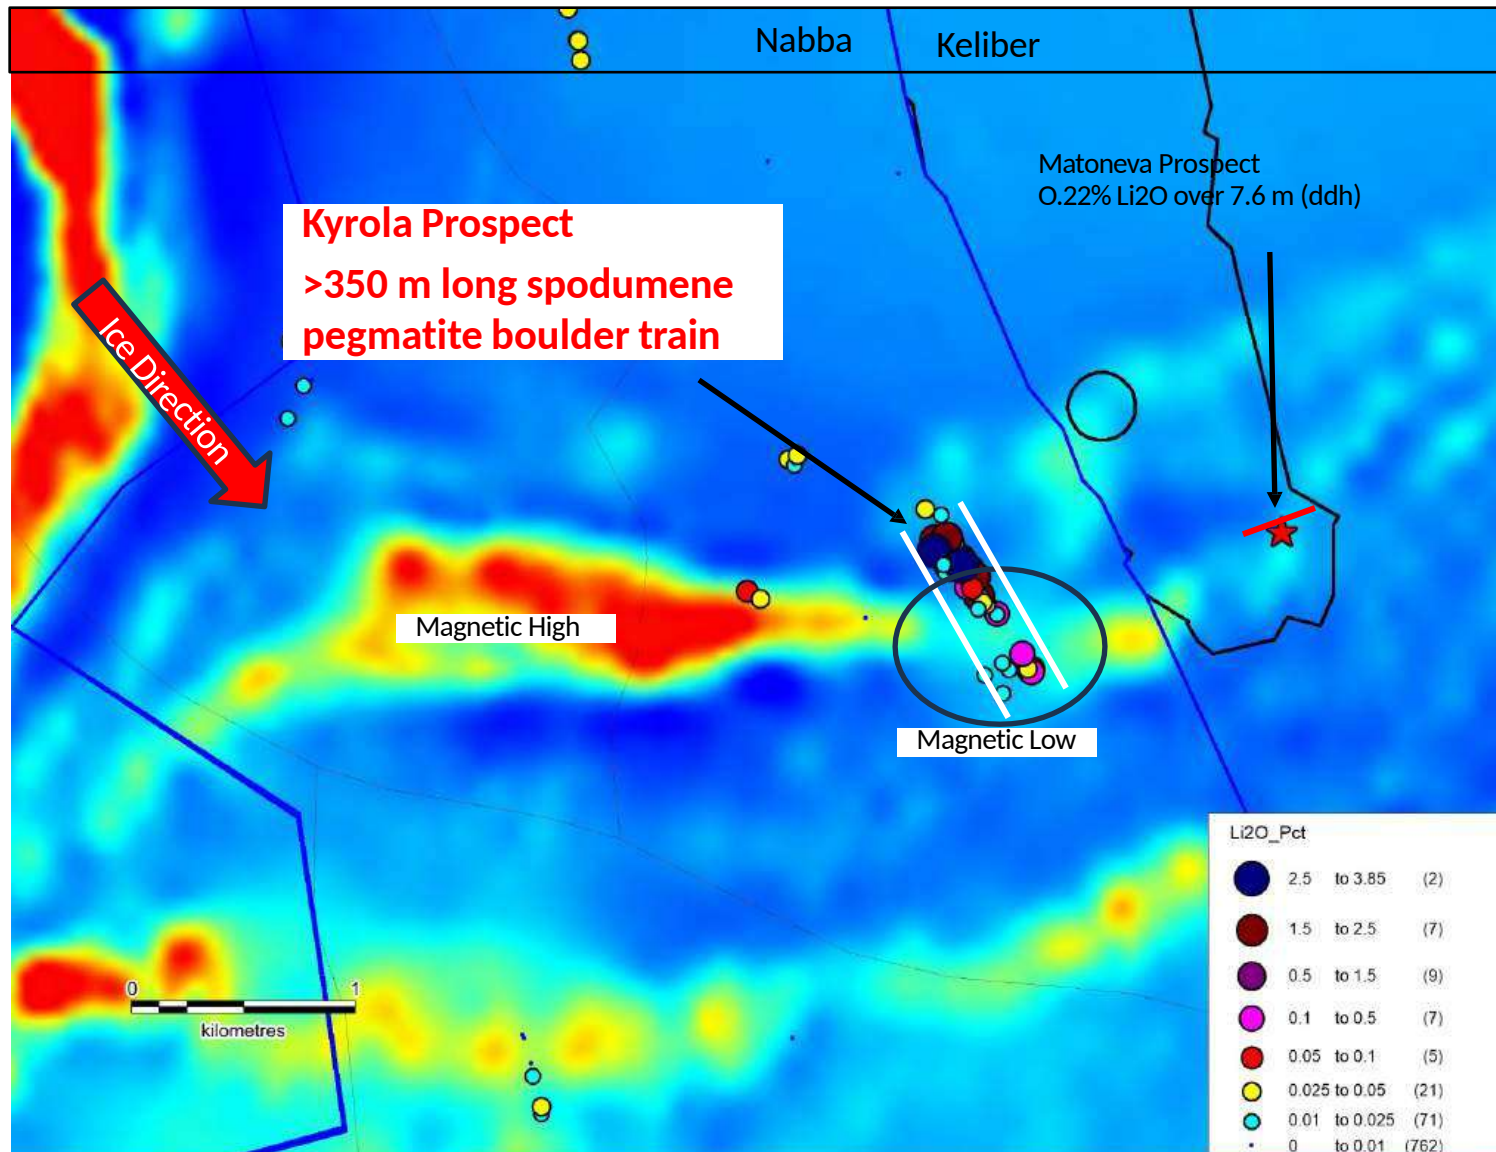 Nabba
Keliber
Matoneva Prospect
0.22% Li2O over 7.6 m (ddh)
Kyrola Prospect
>350 m long spodumene
pegmatite boulder train
Ice Direction
Magnetic High
Magnetic Low
0 1
kilometres
Li2O_Pct
2.5 to 3.85 (2)
1.5 to 2.5 (7)
0.5 to 1.5 (9)
0.1 to 0.5 (7)
0.05 to 0.1 (5)
0.025 to 0.05 (21)
0.01 to 0.025 (71)
0 to 0.01 (762)